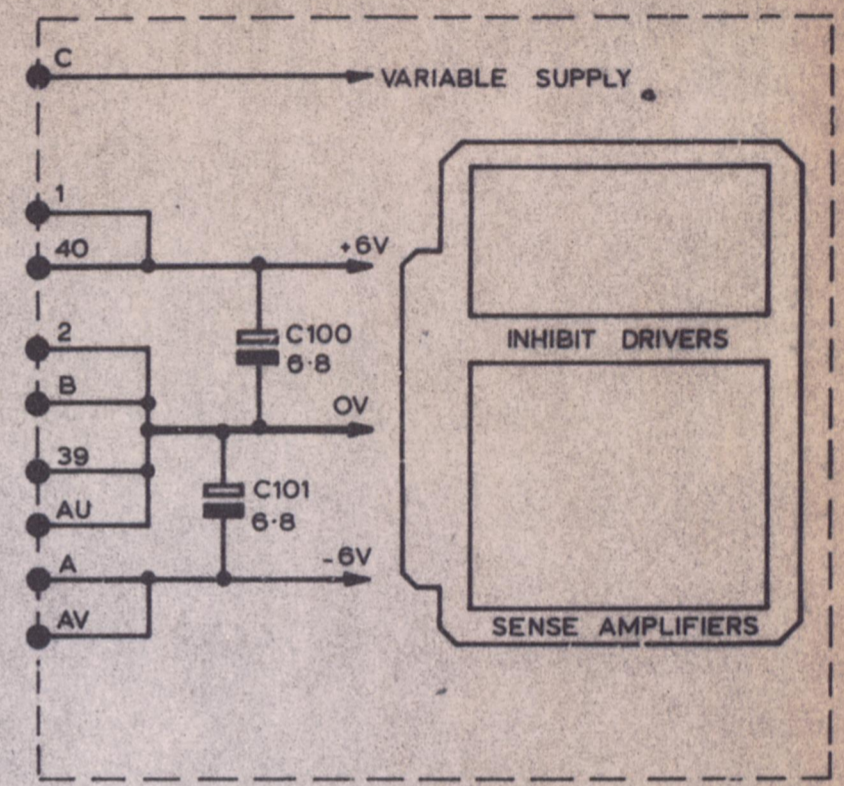 C
VARIABLE SUPPLY
1
40
+6V
2
C100
6·8
INHIBIT DRIVERS
B
0V
39
C101
AU
6·8
A
-6V
AV
SENSE AMPLIFIERS